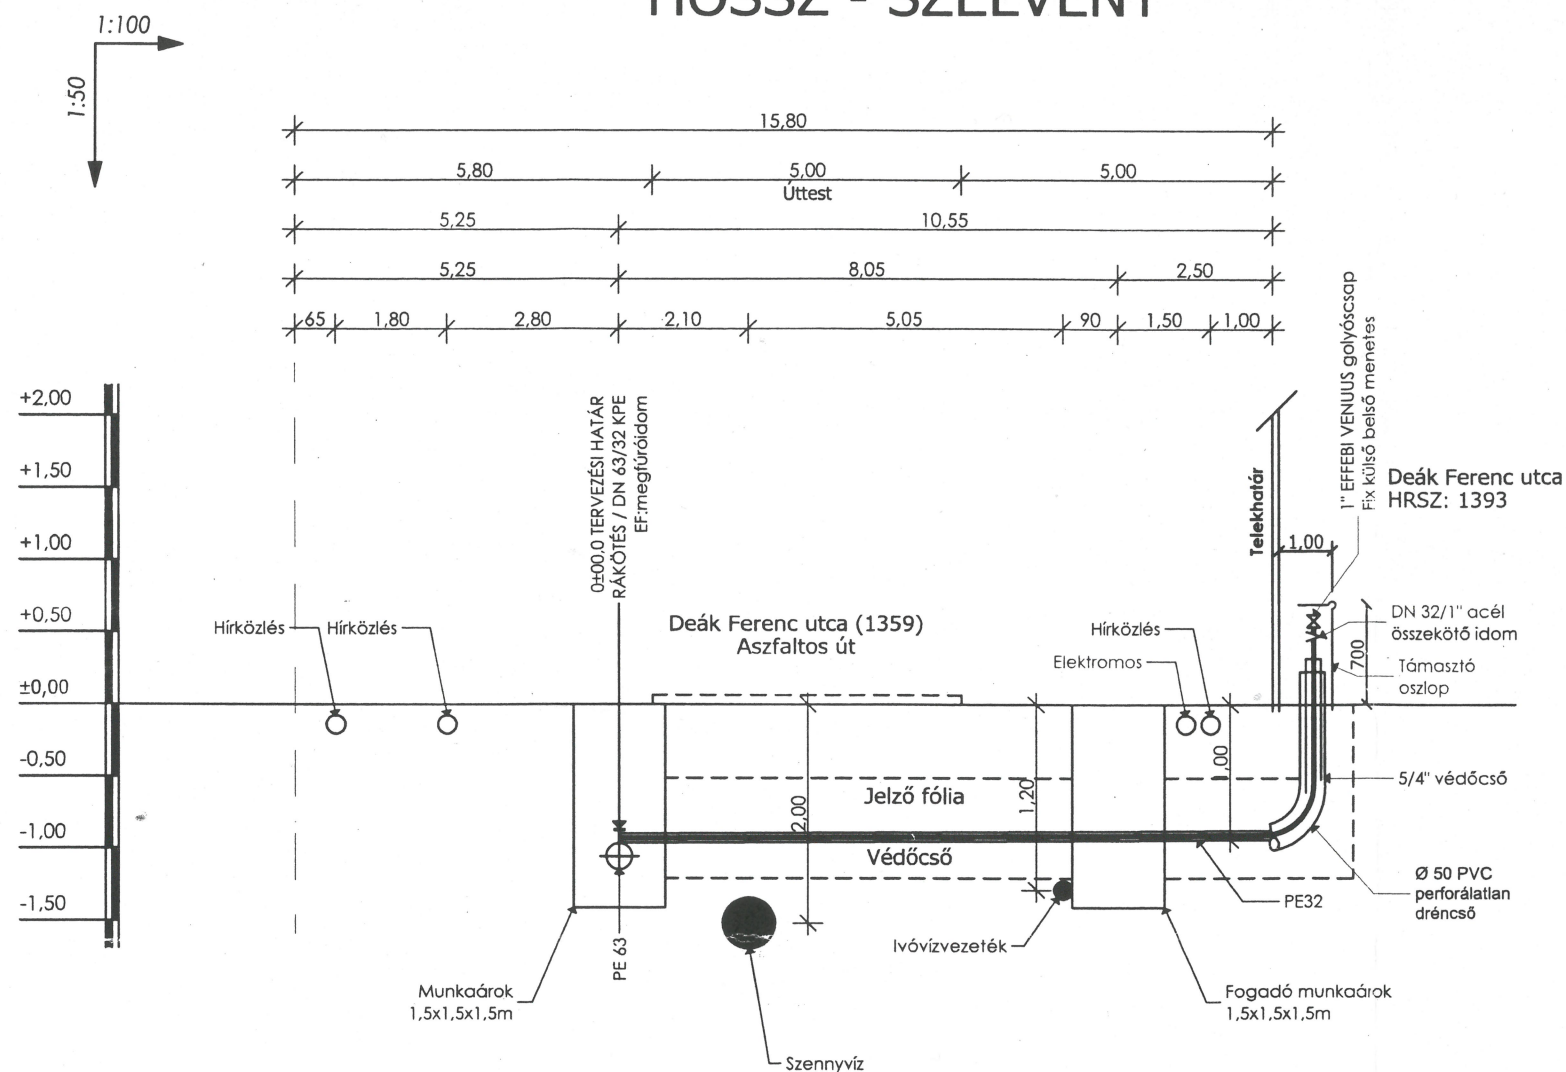 HOSSZ - SZELVÉNY
1:100
1:50
15,80
5,80
5,00
5,00
Úttest
5,25
10,55
5,25
8,05
2,50
65
1,80
2,80
2,10
5,05
90
1,50
1,00
+2,00
+1,50
+1,00
+0,50
±0,00
-0,50
-1,00
-1,50
0±00,0 TERVEZÉSI HATÁR
RÁKÖTÉS / DN 63/32 KPE
EF:megfúróidom
1" EFFEBI VENUS golyóscsap
Fix külső belső menetes
Telekhatár
Deák Ferenc utca
HRSZ: 1393
1,00
Hírközlés
Hírközlés
Deák Ferenc utca (1359)
Aszfaltos út
Hírközlés
Elektromos
DN 32/1" acél
összekötő idom
700
Támasztó
oszlop
Jelző fólia
2,00
1,20
1,00
5/4" védőcső
Védőcső
PE32
Ø 50 PVC
perforálatlan
dréncső
PE 63
Ivóvízvezeték
Munkaárok
1,5x1,5x1,5m
Fogadó munkaárok
1,5x1,5x1,5m
Szennyvíz